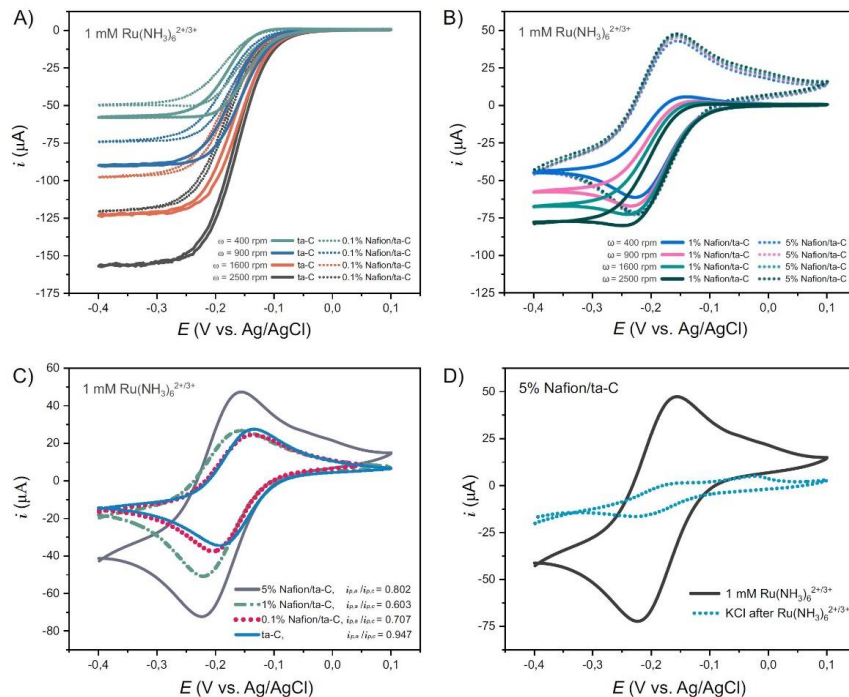 A)
1 mM Ru(NH₃)₆²⁺/³⁺
0
-25
-50
-75
-100
-125
-150
-175
i (μA)
ω = 400 rpm ta-C 0.1% Nafion/ta-C
ω = 900 rpm ta-C 0.1% Nafion/ta-C
ω = 1600 rpm ta-C 0.1% Nafion/ta-C
ω = 2500 rpm ta-C 0.1% Nafion/ta-C
-0,4 -0,3 -0,2 -0,1 0,0 0,1
E (V vs. Ag/AgCl)
B)
1 mM Ru(NH₃)₆²⁺/³⁺
50
25
0
-25
-50
-75
-100
-125
i (μA)
ω = 400 rpm 1% Nafion/ta-C 5% Nafion/ta-C
ω = 900 rpm 1% Nafion/ta-C 5% Nafion/ta-C
ω = 1600 rpm 1% Nafion/ta-C 5% Nafion/ta-C
ω = 2500 rpm 1% Nafion/ta-C 5% Nafion/ta-C
-0,4 -0,3 -0,2 -0,1 0,0 0,1
E (V vs. Ag/AgCl)
C)
1 mM Ru(NH₃)₆²⁺/³⁺
60
40
20
0
-20
-40
-60
-80
i (μA)
5% Nafion/ta-C, iₚ,ₐ/iₚ,c = 0.802
1% Nafion/ta-C, iₚ,ₐ/iₚ,c = 0.603
0.1% Nafion/ta-C, iₚ,ₐ/iₚ,c = 0.707
ta-C, iₚ,ₐ/iₚ,c = 0.947
-0,4 -0,3 -0,2 -0,1 0,0 0,1
E (V vs. Ag/AgCl)
D)
5% Nafion/ta-C
50
25
0
-25
-50
-75
i (μA)
1 mM Ru(NH₃)₆²⁺/³⁺
KCl after Ru(NH₃)₆²⁺/³⁺
-0,4 -0,3 -0,2 -0,1 0,0 0,1
E (V vs. Ag/AgCl)